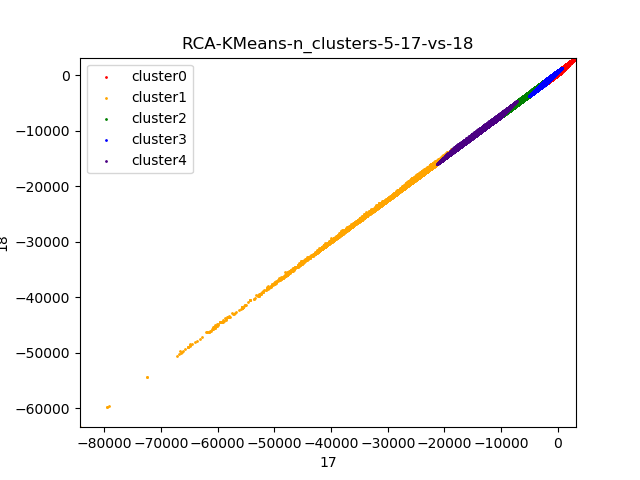 RCA-KMeans-n_clusters-5-17-vs-18
cluster0
cluster1
cluster2
cluster3
cluster4
0
−10000
−20000
−30000
−40000
−50000
−60000
18
−80000 −70000 −60000 −50000 −40000 −30000 −20000 −10000 0
17